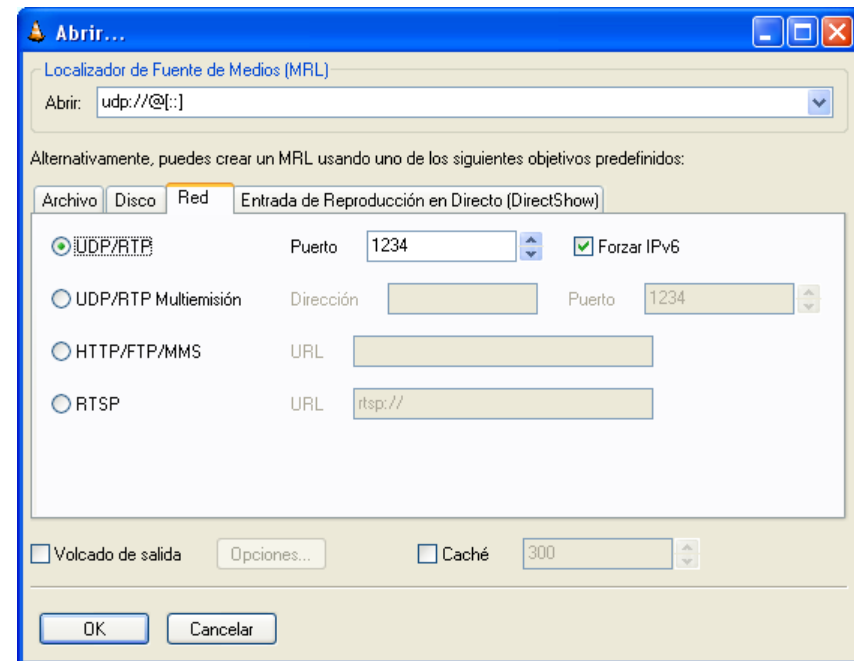 Abrir...
Localizador de Fuente de Medios (MRL)
Abrir: udp://@[::]
Alternativamente, puedes crear un MRL usando uno de los siguientes objetivos predefinidos:
Archivo Disco Red Entrada de Reproducción en Directo (DirectShow)
UDP/RTP Puerto 1234 Forzar IPv6
UDP/RTP Multiemisión Dirección Puerto 1234
HTTP/FTP/MMS URL
RTSP URL rtsp://
Volcado de salida Opciones... Caché 300
OK Cancelar